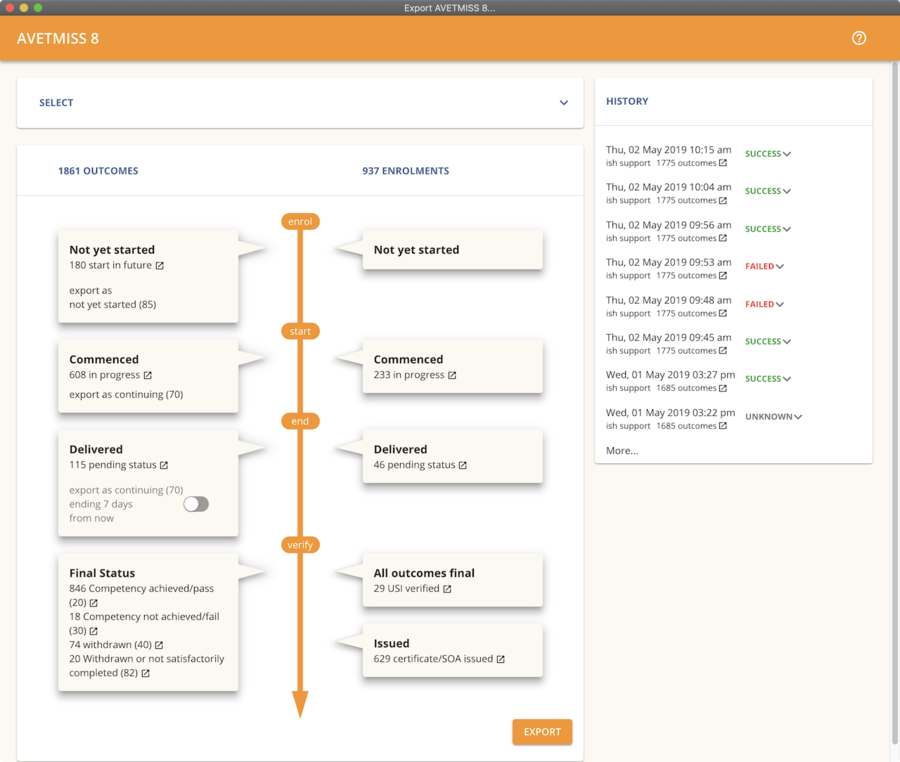 Export AVETMISS 8...
AVETMISS 8
SELECT
1861 OUTCOMES
937 ENROLMENTS
enrol
Not yet started
180 start in future
export as
not yet started (85)
Not yet started
start
Commenced
608 in progress
export as continuing (70)
Commenced
233 in progress
end
Delivered
115 pending status
export as continuing (70)
ending 7 days
from now
Delivered
46 pending status
verify
Final Status
846 Competency achieved/pass
(20)
18 Competency not achieved/fail
(30)
74 withdrawn (40)
20 Withdrawn or not satisfactorily
completed (82)
All outcomes final
29 USI verified
Issued
629 certificate/SOA issued
EXPORT
HISTORY
Thu, 02 May 2019 10:15 am
ish support 1775 outcomes
SUCCESS
Thu, 02 May 2019 10:04 am
ish support 1775 outcomes
SUCCESS
Thu, 02 May 2019 09:56 am
ish support 1775 outcomes
SUCCESS
Thu, 02 May 2019 09:53 am
ish support 1775 outcomes
FAILED
Thu, 02 May 2019 09:48 am
ish support 1775 outcomes
FAILED
Thu, 02 May 2019 09:45 am
ish support 1775 outcomes
SUCCESS
Wed, 01 May 2019 03:27 pm
ish support 1685 outcomes
SUCCESS
Wed, 01 May 2019 03:22 pm
ish support 1685 outcomes
UNKNOWN
More...